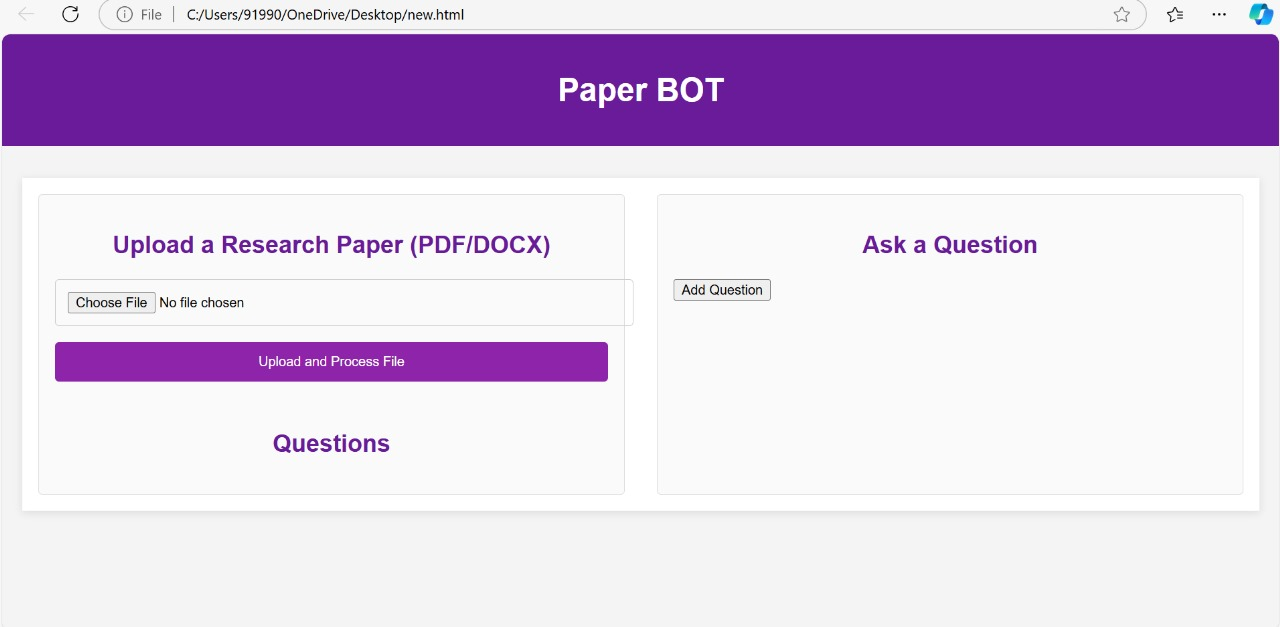 File C:/Users/91990/OneDrive/Desktop/new.html
Paper BOT
Upload a Research Paper (PDF/DOCX)
Choose File No file chosen
Upload and Process File
Questions
Ask a Question
Add Question